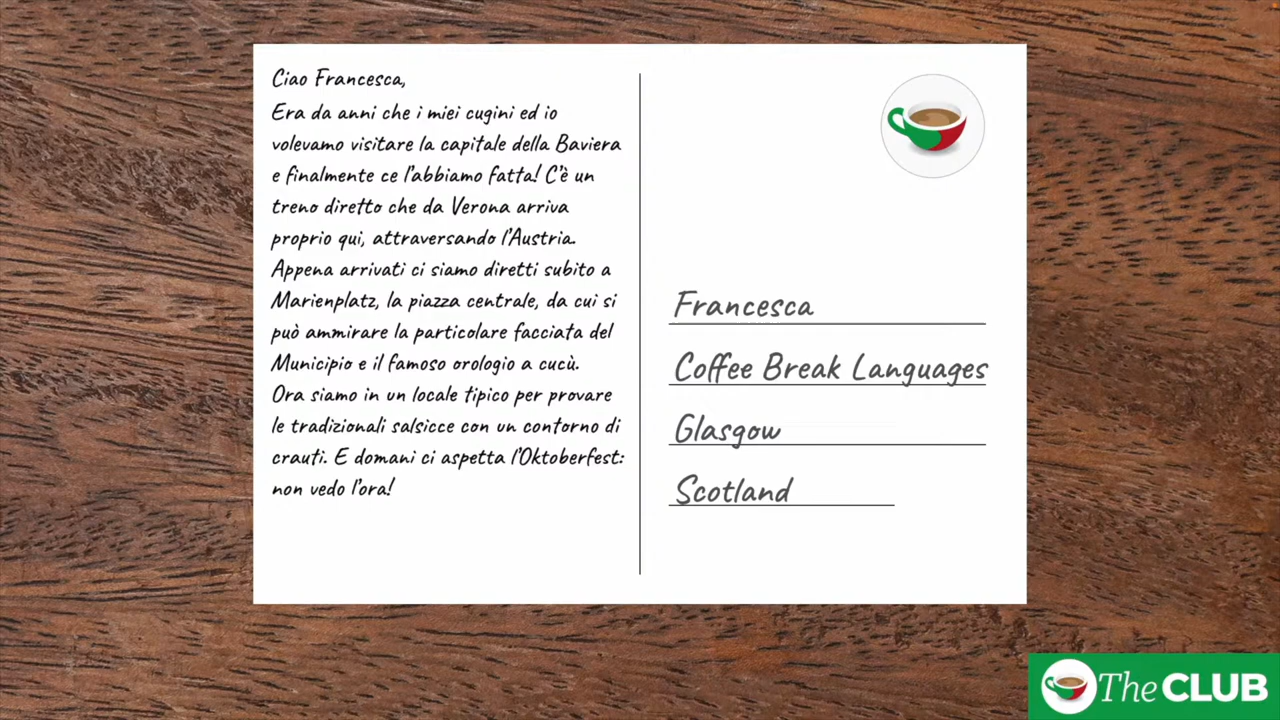 Ciao Francesca,
Era da anni che i miei cugini ed io
volevamo visitare la capitale della Baviera
e finalmente ce l'abbiamo fatta! C'è un
treno diretto che da Verona arriva
proprio qui, attraversando l'Austria.
Appena arrivati ci siamo diretti subito a
Marienplatz, la piazza centrale, da cui si
può ammirare la particolare facciata del
Municipio e il famoso orologio a cucù.
Ora siamo in un locale tipico per provare
le tradizionali salsicce con un contorno di
crauti. E domani ci aspetta l'Oktoberfest:
non vedo l'ora!
Francesca
Coffee Break Languages
Glasgow
Scotland
The CLUB